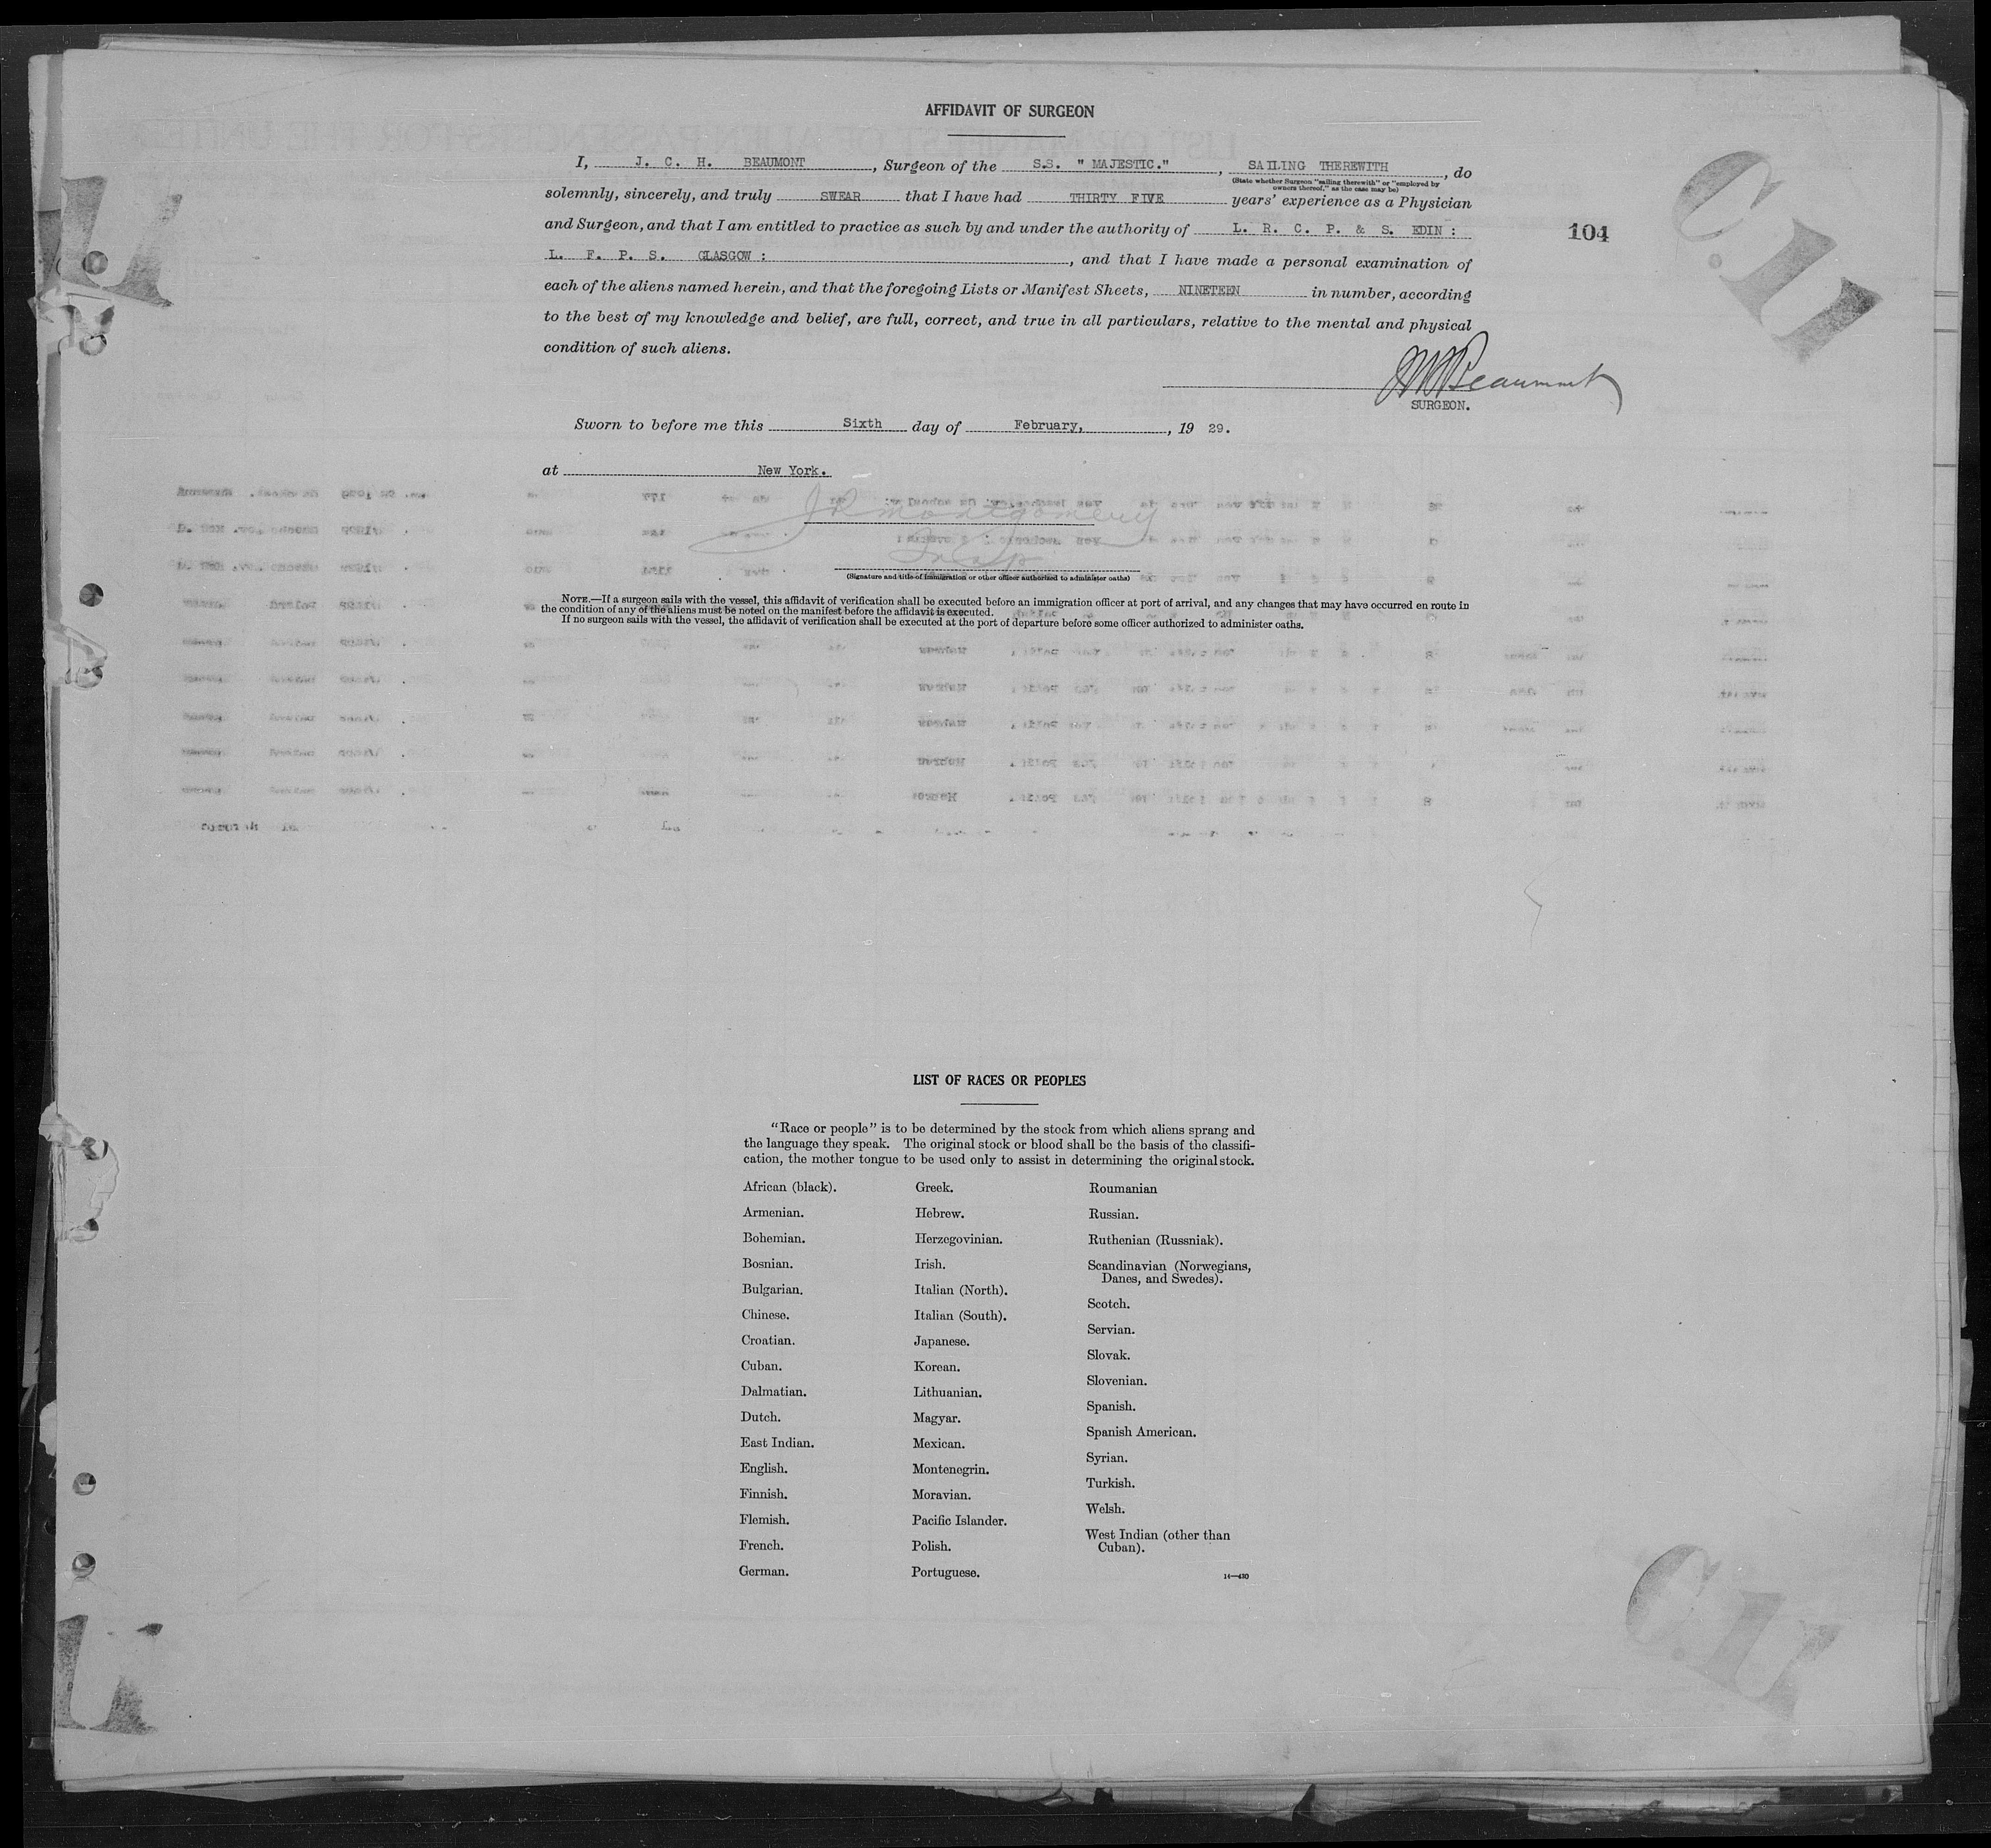 AFFIDAVIT OF SURGEON
I, J. C. H. BEAUMONT, Surgeon of the S.S. " MAJESTIC.", SAILING THEREWITH, do
(State whether Surgeon "sailing therewith" or "employed by
owners thereof," as the case may be)
solemnly, sincerely, and truly SWEAR that I have had THIRTY FIVE years' experience as a Physician
and Surgeon, and that I am entitled to practice as such by and under the authority of L. R. C. P. & S. EDIN :
104
L. F. P. S. GLASGOW :, and that I have made a personal examination of
each of the aliens named herein, and that the foregoing Lists or Manifest Sheets, NINETEEN in number, according
to the best of my knowledge and belief, are full, correct, and true in all particulars, relative to the mental and physical
condition of such aliens.
Beaumont
SURGEON.
Sworn to before me this Sixth day of February, 19 29.
at New York.
JR Montgomery
(Signature and title of immigration or other officer authorized to administer oaths)
NOTE.—If a surgeon sails with the vessel, this affidavit of verification shall be executed before an immigration officer at port of arrival, and any changes that may have occurred en route in
the condition of any of the aliens must be noted on the manifest before the affidavit is executed.
If no surgeon sails with the vessel, the affidavit of verification shall be executed at the port of departure before some officer authorized to administer oaths.
LIST OF RACES OR PEOPLES
"Race or people" is to be determined by the stock from which aliens sprang and
the language they speak. The original stock or blood shall be the basis of the classifi-
cation, the mother tongue to be used only to assist in determining the original stock.
African (black).
Armenian.
Bohemian.
Bosnian.
Bulgarian.
Chinese.
Croatian.
Cuban.
Dalmatian.
Dutch.
East Indian.
English.
Finnish.
Flemish.
French.
German.
Greek.
Hebrew.
Herzegovinian.
Irish.
Italian (North).
Italian (South).
Japanese.
Korean.
Lithuanian.
Magyar.
Mexican.
Montenegrin.
Moravian.
Pacific Islander.
Polish.
Portuguese.
Roumanian
Russian.
Ruthenian (Russniak).
Scandinavian (Norwegians,
Danes, and Swedes).
Scotch.
Servian.
Slovak.
Slovenian.
Spanish.
Spanish American.
Syrian.
Turkish.
Welsh.
West Indian (other than
Cuban).
14—430